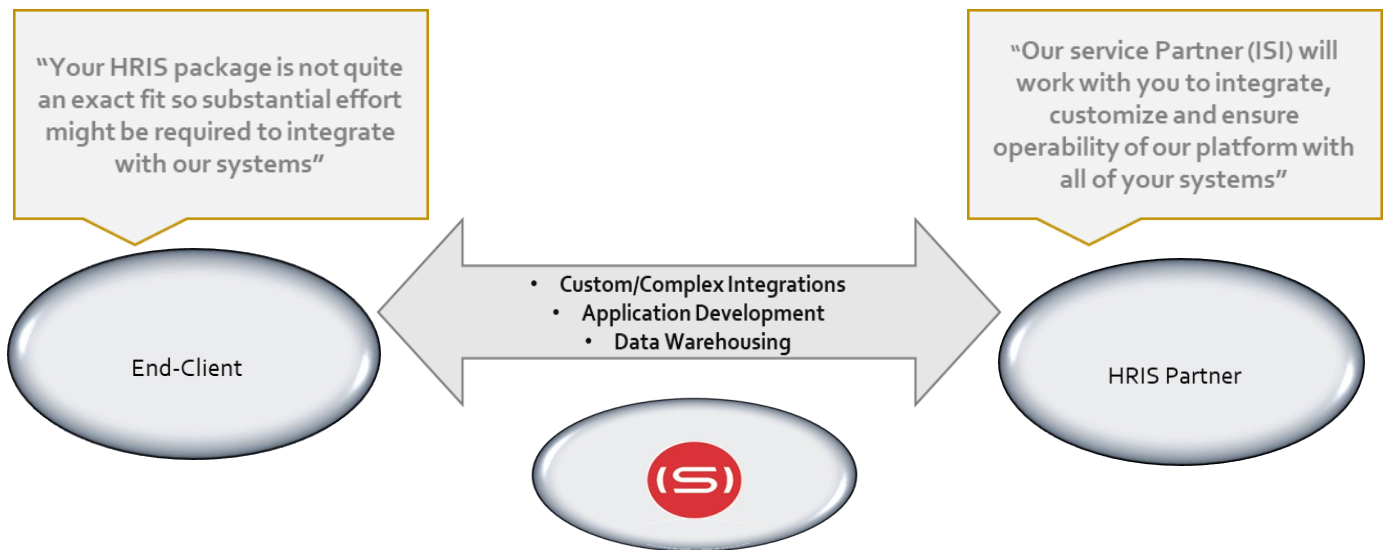 “Your HRIS package is not quite
an exact fit so substantial effort
might be required to integrate
with our systems”
“Our service Partner (ISI) will
work with you to integrate,
customize and ensure
operability of our platform with
all of your systems”
• Custom/Complex Integrations
• Application Development
• Data Warehousing
End-Client
HRIS Partner
(S)